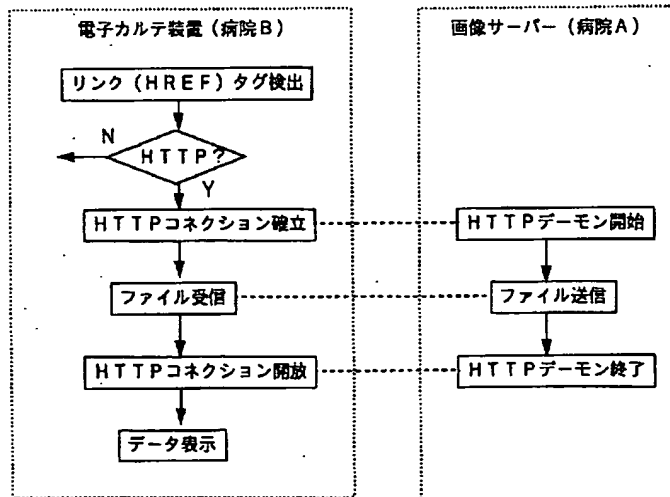 電子カルテ装置（病院B）
リンク（HREF）タグ検出
N
HTTP？
Y
HTTPコネクション確立
ファイル受信
HTTPコネクション開放
データ表示
画像サーバー（病院A）
HTTPデーモン開始
ファイル送信
HTTPデーモン終了